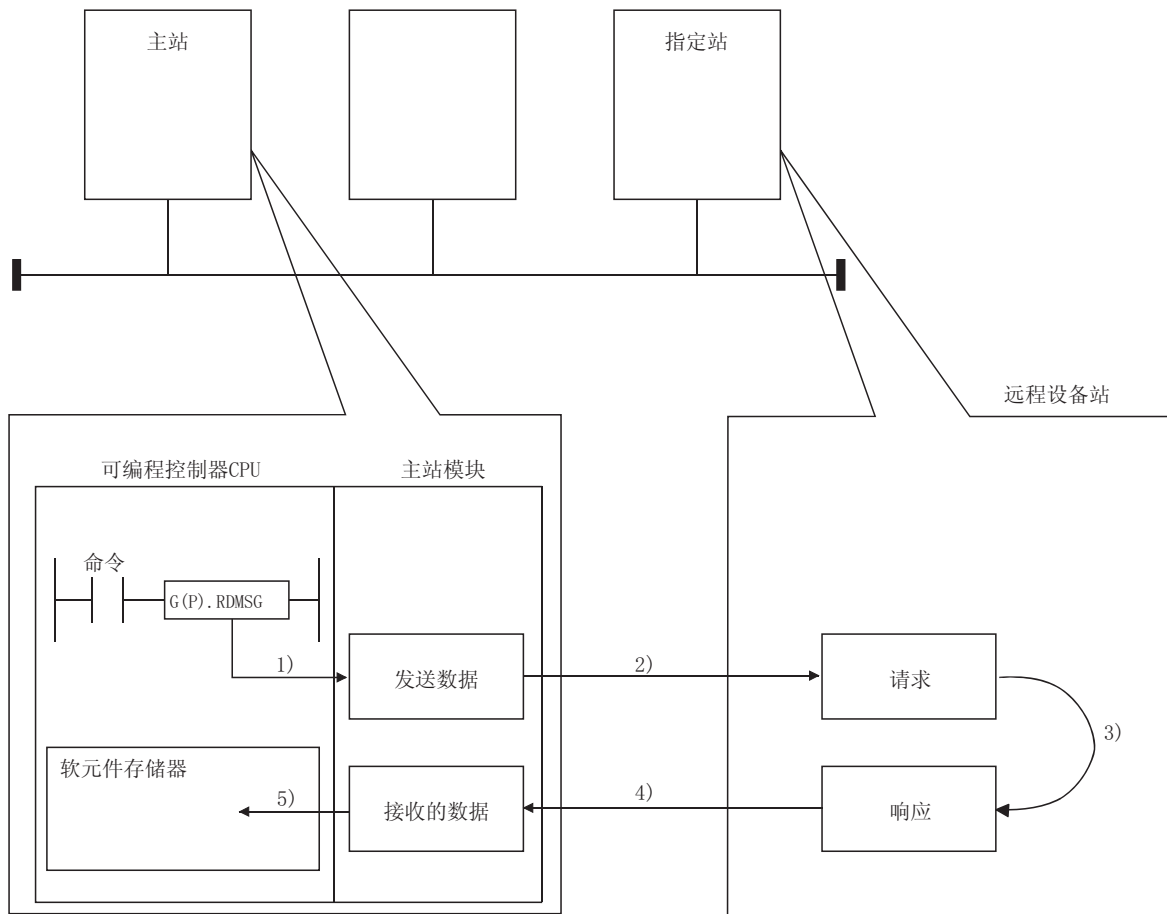 主站
指定站
远程设备站
可编程控制器CPU
主站模块
命令
G(P).RDMSG
1)
发送数据
2)
请求
3)
软元件存储器
5)
接收的数据
4)
响应